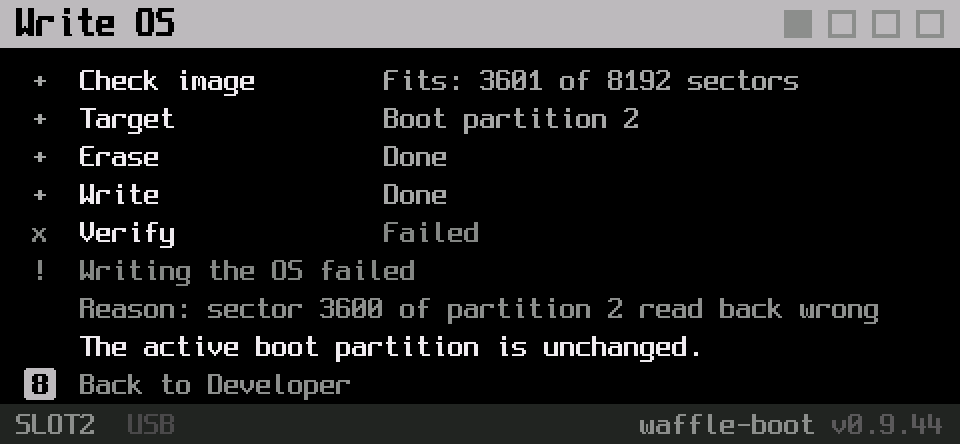 Write OS
+ Check image Fits: 3601 of 8192 sectors
+ Target Boot partition 2
+ Erase Done
+ Write Done
x Verify Failed
! Writing the OS failed
Reason: sector 3600 of partition 2 read back wrong
The active boot partition is unchanged.
8 Back to Developer
SLOT2 USB waffle-boot v0.9.44